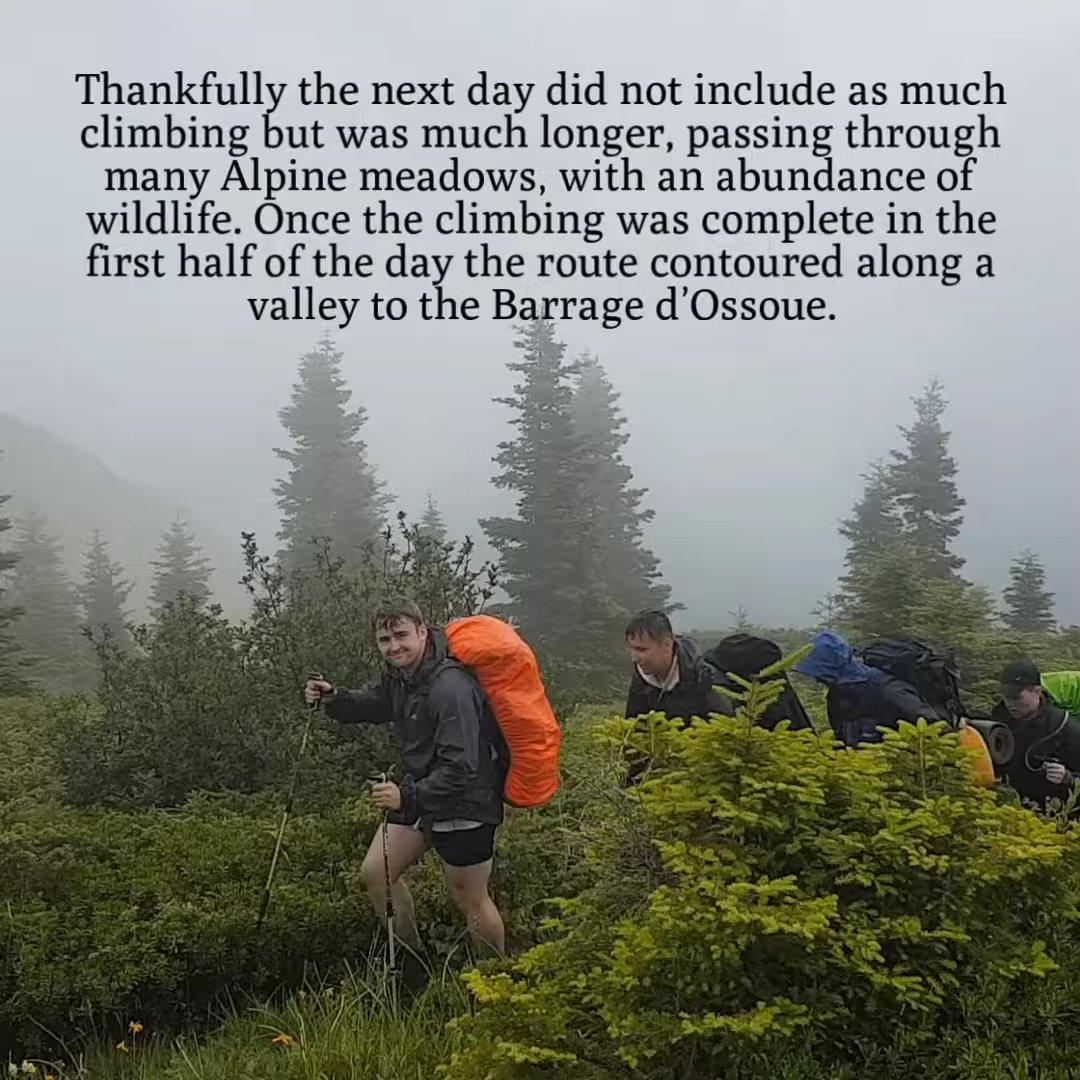 Thankfully the next day did not include as much
climbing but was much longer, passing through
many Alpine meadows, with an abundance of
wildlife. Once the climbing was complete in the
first half of the day the route contoured along a
valley to the Barrage d’Ossoue.